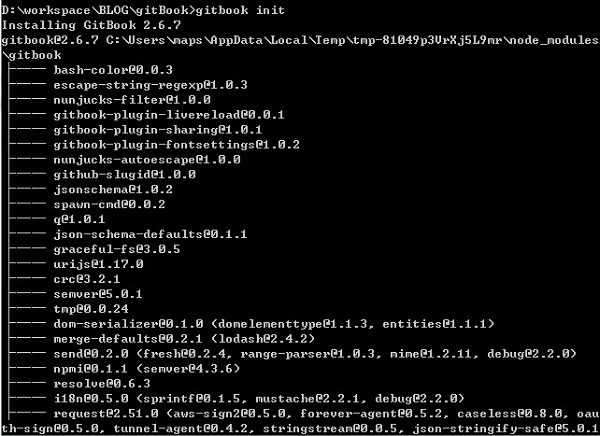 D:\workspace\BLOG\gitBook>gitbook init
Installing GitBook 2.6.7
gitbook@2.6.7 C:\Users\maps\AppData\Local\Temp\tmp-81049p3VrXj5L9mr\node_modules
\gitbook
├──── bash-color@0.0.3
├──── escape-string-regexp@1.0.3
├──── nunjucks-filter@1.0.0
├──── gitbook-plugin-livereload@0.0.1
├──── gitbook-plugin-sharing@1.0.1
├──── gitbook-plugin-fontsettings@1.0.2
├──── nunjucks-autoescape@1.0.0
├──── github-slugid@1.0.0
├──── jsonschema@1.0.2
├──── spawn-cmd@0.0.2
├──── q@1.0.1
├──── json-schema-defaults@0.1.1
├──── graceful-fs@3.0.5
├──── urijs@1.17.0
├──── crc@3.2.1
├──── semver@5.0.1
├──── tmp@0.0.24
├──── dom-serializer@0.1.0 (domelementtype@1.1.3, entities@1.1.1)
├──── merge-defaults@0.2.1 (lodash@2.4.2)
├──── send@0.2.0 (fresh@0.2.4, range-parser@1.0.3, mime@1.2.11, debug@2.2.0)
├──── npmi@0.1.1 (semver@4.3.6)
├──── resolve@0.6.3
├──── i18n@0.5.0 (sprintf@0.1.5, mustache@2.2.1, debug@2.2.0)
├──── request@2.51.0 (aws-sign2@0.5.0, forever-agent@0.5.2, caseless@0.8.0, oau
th-sign@0.5.0, tunnel-agent@0.4.2, stringstream@0.0.5, json-stringify-safe@5.0.1